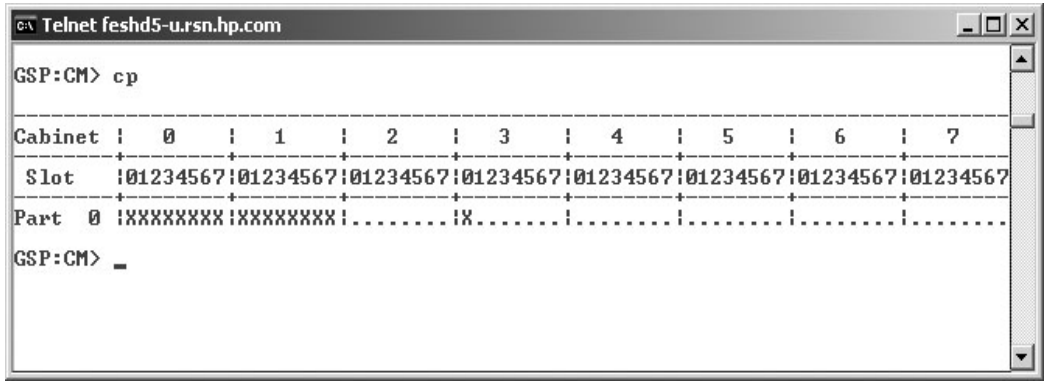 Telnet feshd5-u.rsn.hp.com
GSP:CM> cp
--------------------------------------------------------------------------------
Cabinet |   0    |   1    |   2    |   3    |   4    |   5    |   6    |   7
--------+--------+--------+--------+--------+--------+--------+--------+--------
 Slot   |01234567|01234567|01234567|01234567|01234567|01234567|01234567|01234567
--------+--------+--------+--------+--------+--------+--------+--------+--------
Part  0 |XXXXXXXX|XXXXXXXX|........|X.......|........|........|........|........
GSP:CM> _